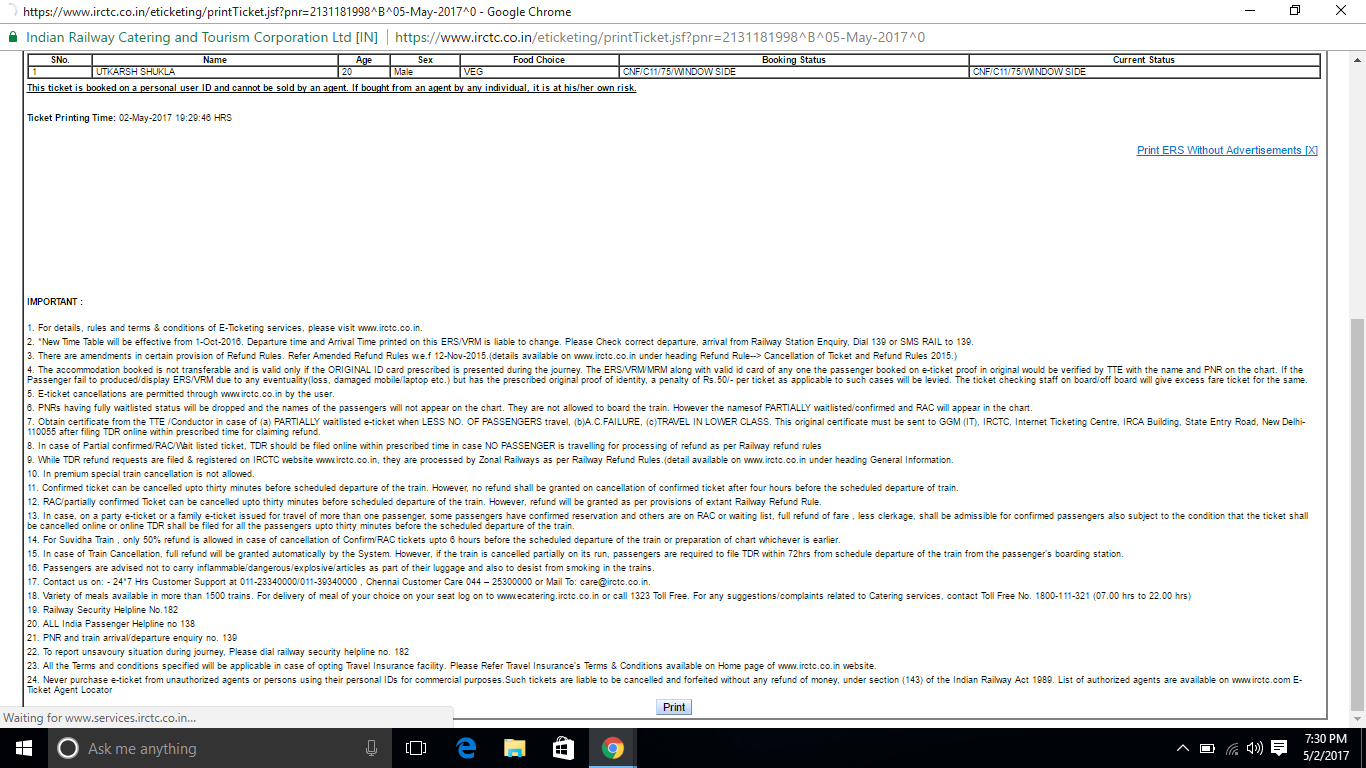 https://www.irctc.co.in/eticketing/printTicket.jsf?pnr=2131181998^B^05-May-2017^0 - Google Chrome
Indian Railway Catering and Tourism Corporation Ltd [IN] https://www.irctc.co.in/eticketing/printTicket.jsf?pnr=2131181998^B^05-May-2017^0
SNo. Name Age Sex Food Choice Booking Status Current Status
1 UTKARSH SHUKLA 20 Male VEG CNF/C11/75/WINDOW SIDE CNF/C11/75/WINDOW SIDE
This ticket is booked on a personal user ID and cannot be sold by an agent. If bought from an agent by any individual, it is at his/her own risk.
Ticket Printing Time: 02-May-2017 19:29:46 HRS
Print ERS Without Advertisements [X]
IMPORTANT :
1. For details, rules and terms & conditions of E-Ticketing services, please visit www.irctc.co.in.
2. *New Time Table will be effective from 1-Oct-2016. Departure time and Arrival Time printed on this ERS/VRM is liable to change. Please Check correct departure, arrival from Railway Station Enquiry, Dial 139 or SMS RAIL to 139.
3. There are amendments in certain provision of Refund Rules. Refer Amended Refund Rules w.e.f 12-Nov-2015.(details available on www.irctc.co.in under heading Refund Rule--> Cancellation of Ticket and Refund Rules 2015.)
4. The accommodation booked is not transferable and is valid only if the ORIGINAL ID card prescribed is presented during the journey. The ERS/VRM/MRM along with valid id card of any one the passenger booked on e-ticket proof in original would be verified by TTE with the name and PNR on the chart. If the
Passenger fail to produced/display ERS/VRM due to any eventuality(loss, damaged mobile/laptop etc.) but has the prescribed original proof of identity, a penalty of Rs.50/- per ticket as applicable to such cases will be levied. The ticket checking staff on board/off board will give excess fare ticket for the same.
5. E-ticket cancellations are permitted through www.irctc.co.in by the user.
6. PNRs having fully waitlisted status will be dropped and the names of the passengers will not appear on the chart. They are not allowed to board the train. However the namesof PARTIALLY waitlisted/confirmed and RAC will appear in the chart.
7. Obtain certificate from the TTE /Conductor in case of (a) PARTIALLY waitlisted e-ticket when LESS NO. OF PASSENGERS travel, (b)A.C.FAILURE, (c)TRAVEL IN LOWER CLASS. This original certificate must be sent to GGM (IT), IRCTC, Internet Ticketing Centre, IRCA Building, State Entry Road, New Delhi-
110055 after filing TDR online within prescribed time for claiming refund.
8. In case of Partial confirmed/RAC/Wait listed ticket, TDR should be filed online within prescribed time in case NO PASSENGER is travelling for processing of refund as per Railway refund rules
9. While TDR refund requests are filed & registered on IRCTC website www.irctc.co.in, they are processed by Zonal Railways as per Railway Refund Rules.(detail available on www.irctc.co.in under heading General Information.
10. In premium special train cancellation is not allowed.
11. Confirmed ticket can be cancelled upto thirty minutes before scheduled departure of the train. However, no refund shall be granted on cancellation of confirmed ticket after four hours before the scheduled departure of train.
12. RAC/partially confirmed Ticket can be cancelled upto thirty minutes before scheduled departure of the train. However, refund will be granted as per provisions of extant Railway Refund Rule.
13. In case, on a party e-ticket or a family e-ticket issued for travel of more than one passenger, some passengers have confirmed reservation and others are on RAC or waiting list, full refund of fare , less clerkage, shall be admissible for confirmed passengers also subject to the condition that the ticket shall
be cancelled online or online TDR shall be filed for all the passengers upto thirty minutes before the scheduled departure of the train.
14. For Suvidha Train , only 50% refund is allowed in case of cancellation of Confirm/RAC tickets upto 6 hours before the scheduled departure of the train or preparation of chart whichever is earlier.
15. In case of Train Cancellation, full refund will be granted automatically by the System. However, if the train is cancelled partially on its run, passengers are required to file TDR within 72hrs from schedule departure of the train from the passenger's boarding station.
16. Passengers are advised not to carry inflammable/dangerous/explosive/articles as part of their luggage and also to desist from smoking in the trains.
17. Contact us on: - 24*7 Hrs Customer Support at 011-23340000/011-39340000 , Chennai Customer Care 044 – 25300000 or Mail To: care@irctc.co.in.
18. Variety of meals available in more than 1500 trains. For delivery of meal of your choice on your seat log on to www.ecatering.irctc.co.in or call 1323 Toll Free. For any suggestions/complaints related to Catering services, contact Toll Free No. 1800-111-321 (07.00 hrs to 22.00 hrs)
19. Railway Security Helpline No.182
20. ALL India Passenger Helpline no 138
21. PNR and train arrival/departure enquiry no. 139
22. To report unsavoury situation during journey, Please dial railway security helpline no. 182
23. All the Terms and conditions specified will be applicable in case of opting Travel Insurance facility. Please Refer Travel Insurance's Terms & Conditions available on Home page of www.irctc.co.in website.
24. Never purchase e-ticket from unauthorized agents or persons using their personal IDs for commercial purposes.Such tickets are liable to be cancelled and forfeited without any refund of money, under section (143) of the Indian Railway Act 1989. List of authorized agents are available on www.irctc.com E-
Ticket Agent Locator
Print
Waiting for www.services.irctc.co.in...
Ask me anything
7:30 PM
5/2/2017